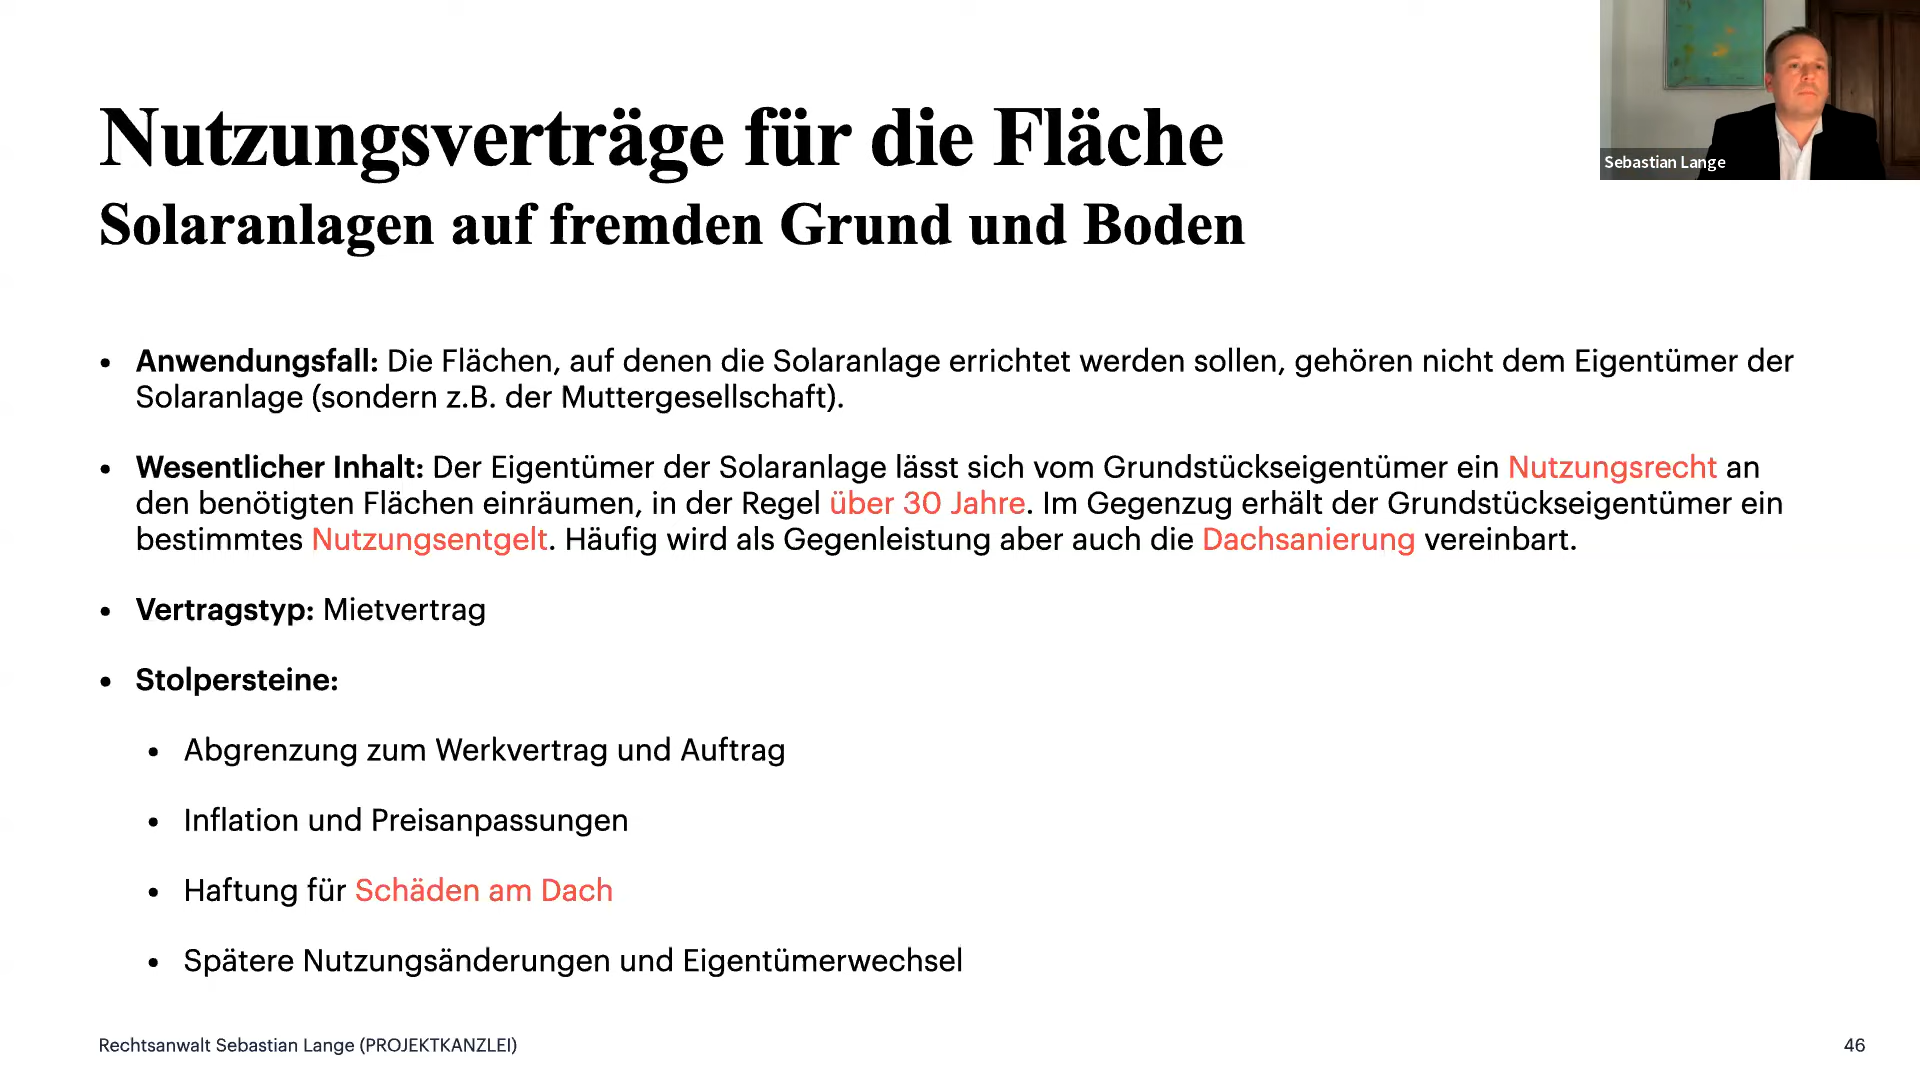 Nutzungsverträge für die Fläche
Solaranlagen auf fremden Grund und Boden
Sebastian Lange
• Anwendungsfall: Die Flächen, auf denen die Solaranlage errichtet werden sollen, gehören nicht dem Eigentümer der
Solaranlage (sondern z.B. der Muttergesellschaft).
• Wesentlicher Inhalt: Der Eigentümer der Solaranlage lässt sich vom Grundstückseigentümer ein Nutzungsrecht an
den benötigten Flächen einräumen, in der Regel über 30 Jahre. Im Gegenzug erhält der Grundstückseigentümer ein
bestimmtes Nutzungsentgelt. Häufig wird als Gegenleistung aber auch die Dachsanierung vereinbart.
• Vertragstyp: Mietvertrag
• Stolpersteine:
• Abgrenzung zum Werkvertrag und Auftrag
• Inflation und Preisanpassungen
• Haftung für Schäden am Dach
• Spätere Nutzungsänderungen und Eigentümerwechsel
Rechtsanwalt Sebastian Lange (PROJEKTKANZLEI)
46